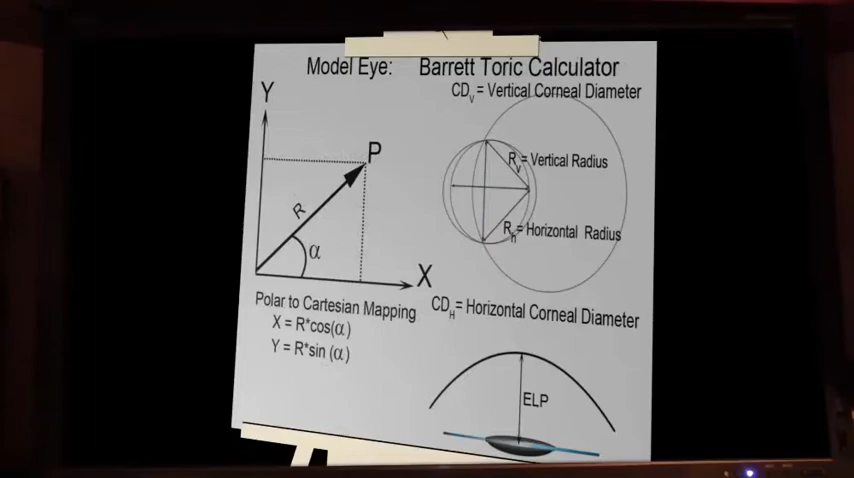 Model Eye: Barrett Toric Calculator
CDV = Vertical Corneal Diameter
Y
P
Rv = Vertical Radius
R
α
Rh = Horizontal Radius
X
Polar to Cartesian Mapping
X = R*cos(α)
Y = R*sin (α)
CDH = Horizontal Corneal Diameter
ELP